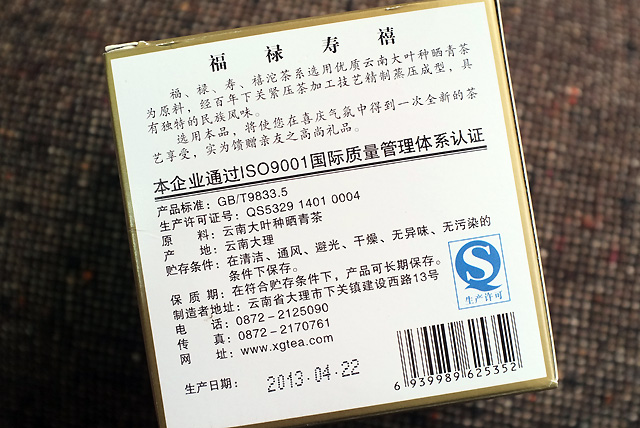 福 禄 寿 禧
福、禄、寿、禧沱茶系选用优质云南大叶种晒青茶
为原料，经百年下关紧压茶加工技艺精制蒸压成型，具
有独特的民族风味。
选用本品，将使您在喜庆气氛中得到一次全新的茶
艺享受，实为馈赠亲友之高尚礼品。
本企业通过ISO9001国际质量管理体系认证
产品标准：GB/T9833.5
生产许可证号：QS5329 1401 0004
原 料：云南大叶种晒青茶
产 地：云南大理
贮存条件：在清洁、通风、避光、干燥、无异味、无污染的
条件下保存。
保 质 期：在符合贮存条件下，产品可长期保存。
制造者地址：云南省大理市下关镇建设西路13号
电 话：0872-2125090
传 真：0872-2170761
网 址：www.xgtea.com
生产日期：
2013.04.22
S
生产许可
6 939989 625352